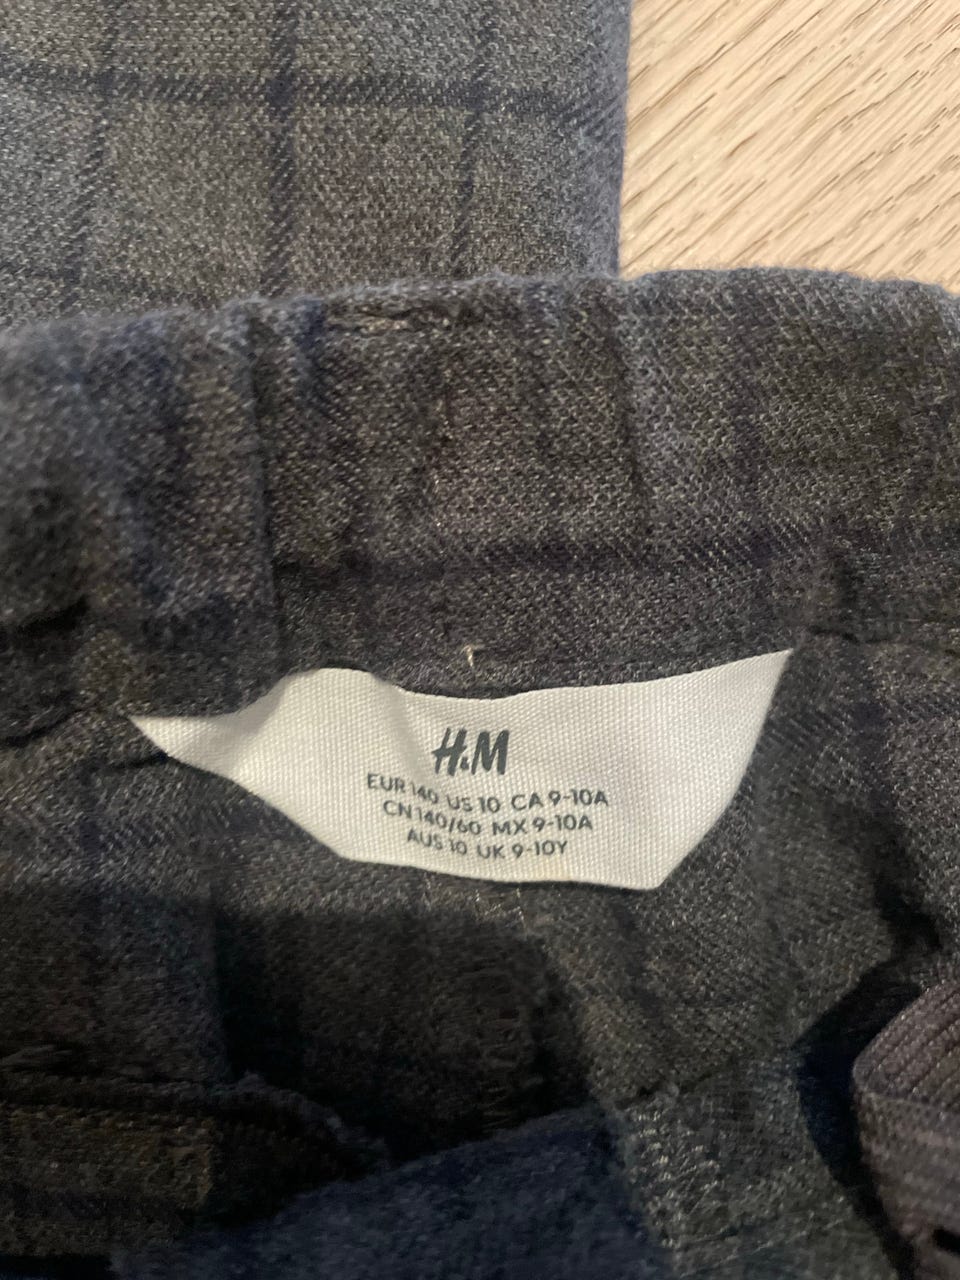 H&M
EUR 140 US 10 CA 9-10A
CN 140/60 MX 9-10A
AUS 10 UK 9-10Y